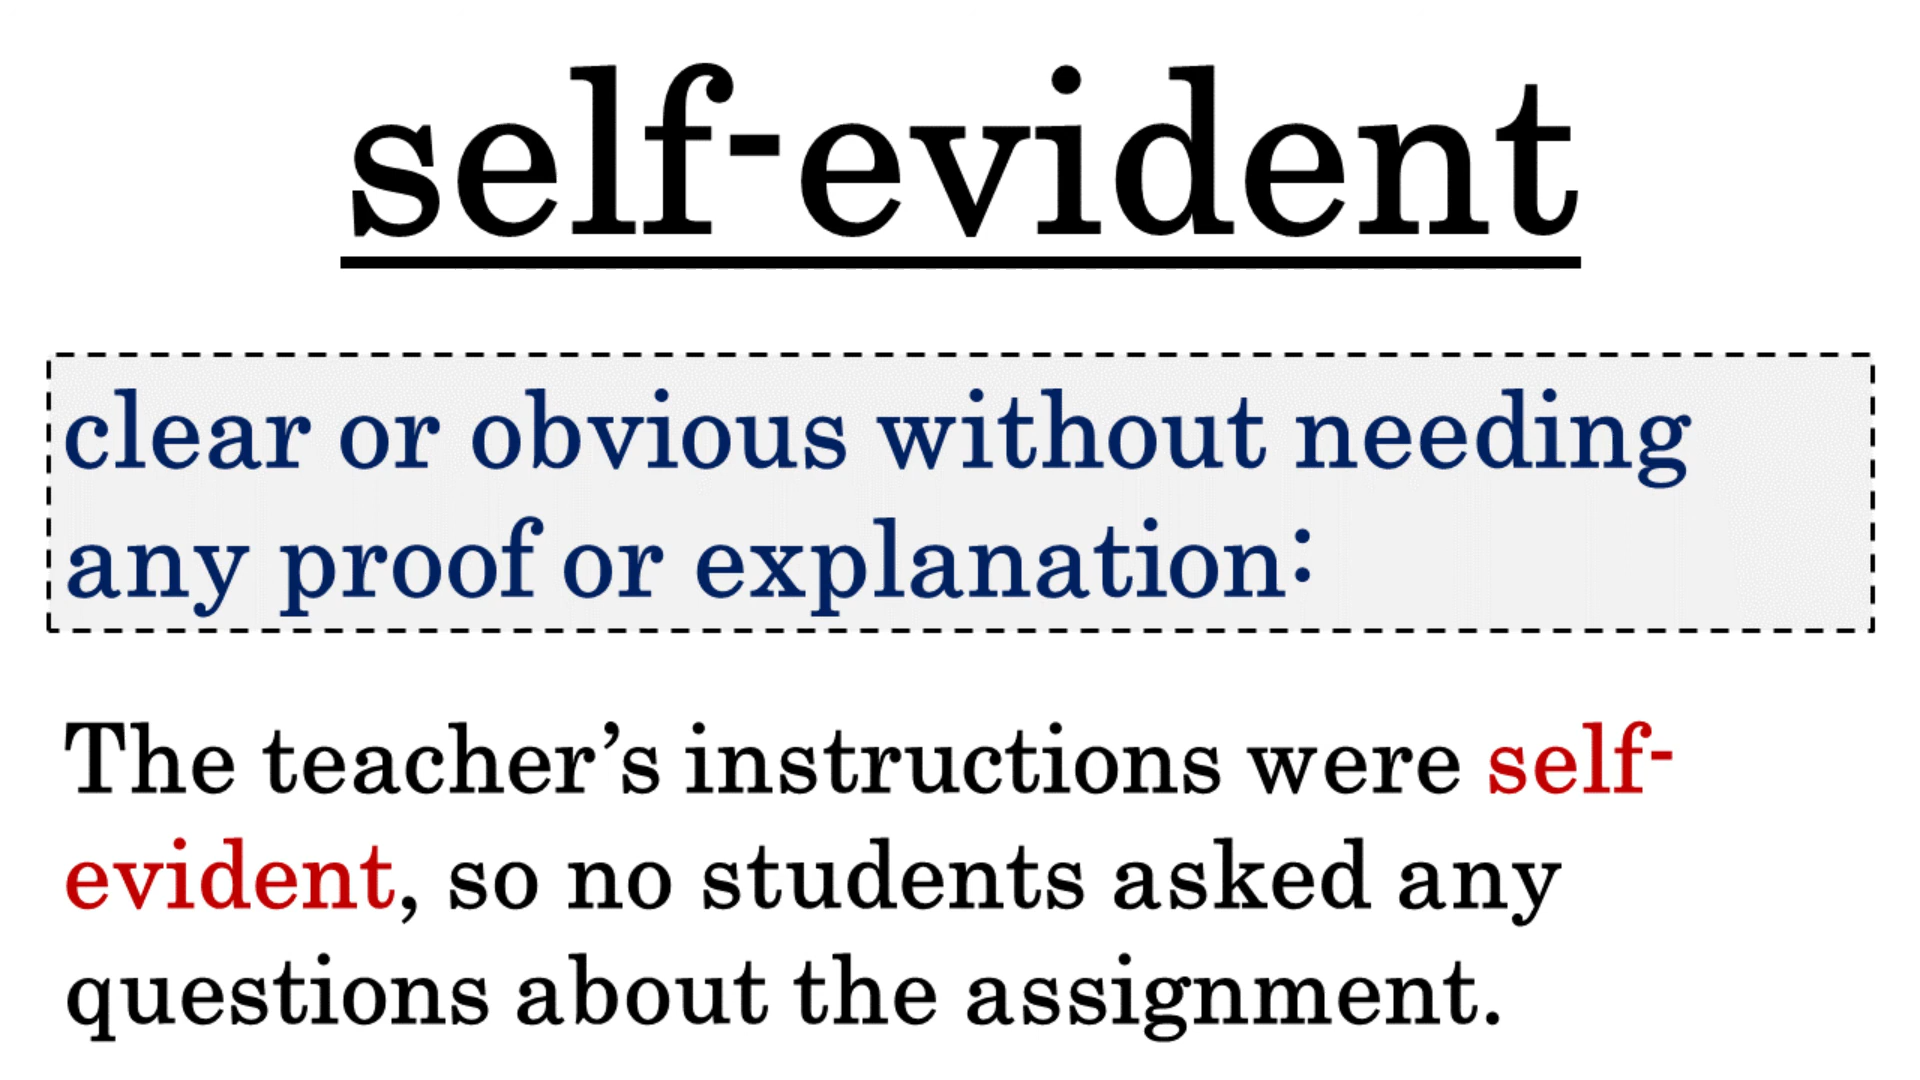 self-evident
clear or obvious without needing
any proof or explanation:
The teacher’s instructions were self-
evident, so no students asked any
questions about the assignment.